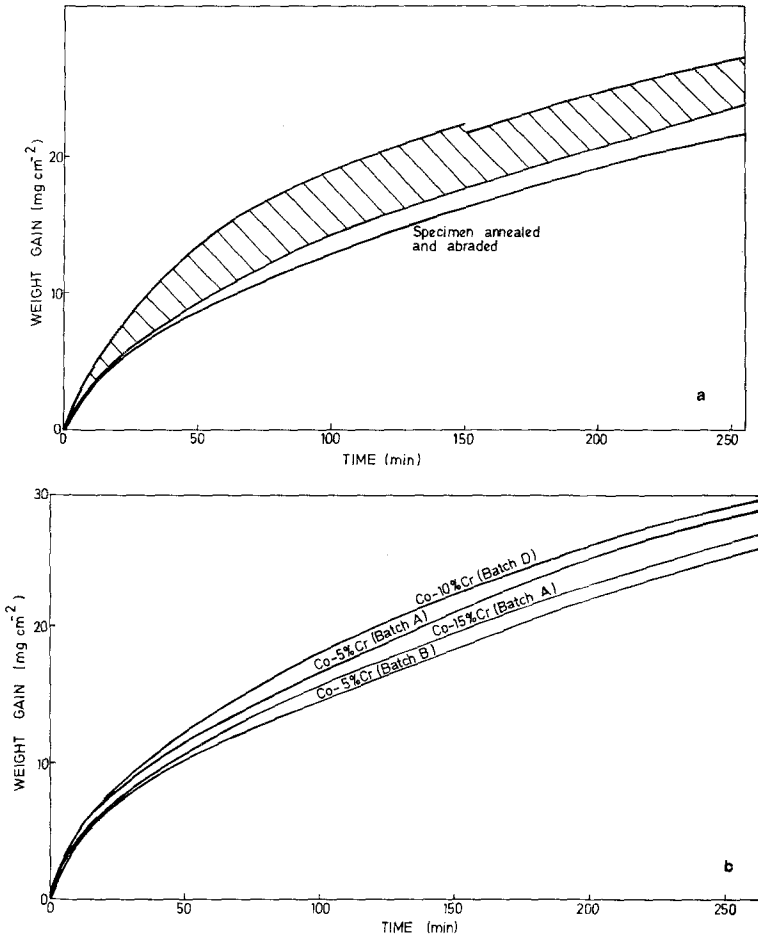 20
10
0
WEIGHT GAIN (mg cm-2)
Specimen annealed
and abraded
a
0
50
100
150
200
250
TIME (min)
30
20
10
0
WEIGHT GAIN (mg cm-2)
Co-10%Cr (Batch D)
Co-5%Cr (Batch A)
Co-15%Cr (Batch A)
Co-5%Cr (Batch B)
b
0
50
100
150
200
250
TIME (min)